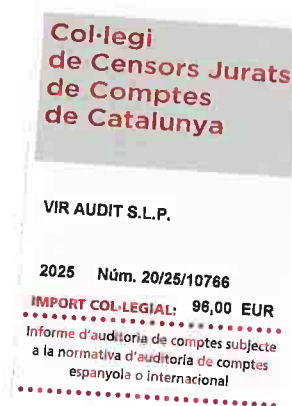 Col·legi
de Censors Jurats
de Comptes
de Catalunya
VIR AUDIT S.L.P.
2025 Núm. 20/25/10766
IMPORT COL·LEGIAL: 96,00 EUR
Informe d'auditoria de comptes subjecte
a la normativa d'auditoria de comptes
espanyola o internacional